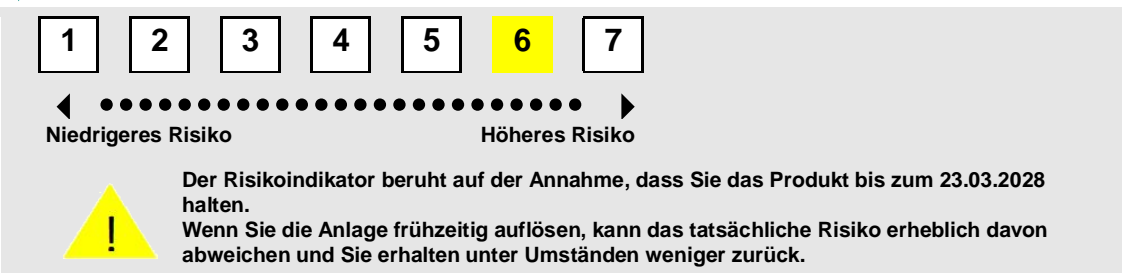 1 2 3 4 5 6 7
Niedrigeres Risiko Höheres Risiko
!
Der Risikoindikator beruht auf der Annahme, dass Sie das Produkt bis zum 23.03.2028
halten.
Wenn Sie die Anlage frühzeitig auflösen, kann das tatsächliche Risiko erheblich davon
abweichen und Sie erhalten unter Umständen weniger zurück.